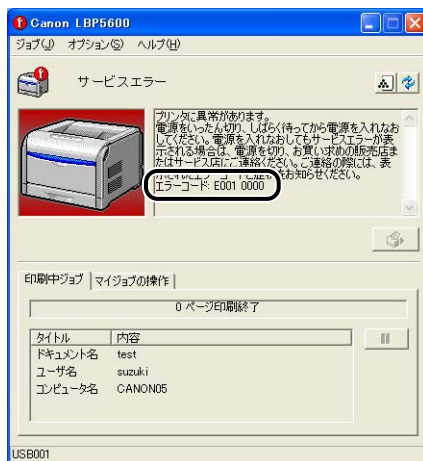 Canon LBP5600
ジョブ(J) オプション(S) ヘルプ(H)
サービスエラー
プリンタに異常があります。
電源をいったん切り、しばらく待ってから電源を入れなお
してください。電源を入れなおしてもサービスエラーが表
示される場合は、電源を切り、お買い求めの販売店ま
たはサービス店にご連絡ください。ご連絡の際には、表
をお知らせください。
エラーコード: E001 0000
印刷中ジョブ マイジョブの操作
0 ページ印刷終了
タイトル 内容
ドキュメント名 test
ユーザ名 suzuki
コンピュータ名 CANON05
USB001